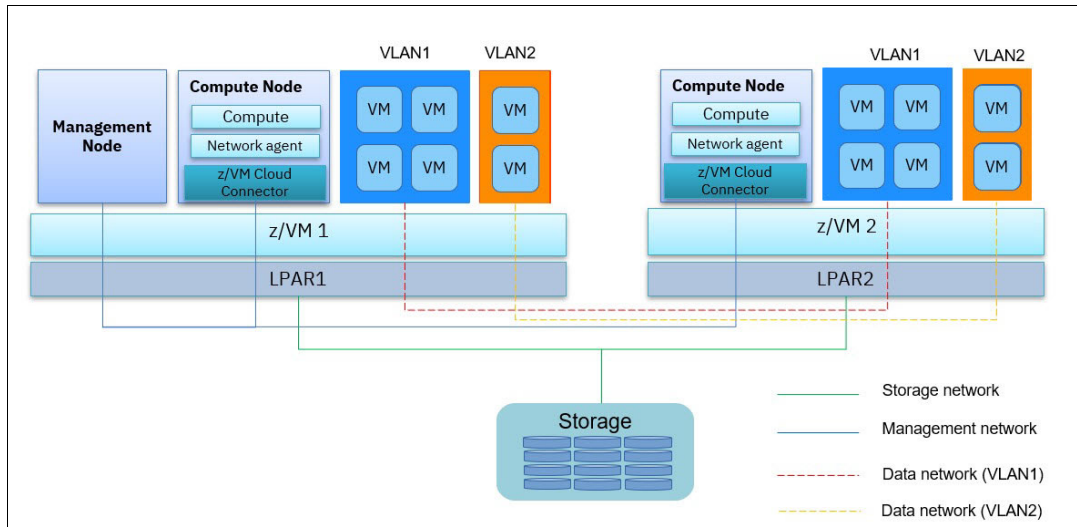 VLAN1
VLAN2
Management
Node
Compute Node
Compute
Network agent
z/VM Cloud
Connector
VM
VM
VM
VM
VM
VM
z/VM 1
LPAR1
VLAN1
VLAN2
Compute Node
Compute
Network agent
z/VM Cloud
Connector
VM
VM
VM
VM
VM
VM
z/VM 2
LPAR2
Storage
Storage network
Management network
Data network (VLAN1)
Data network (VLAN2)